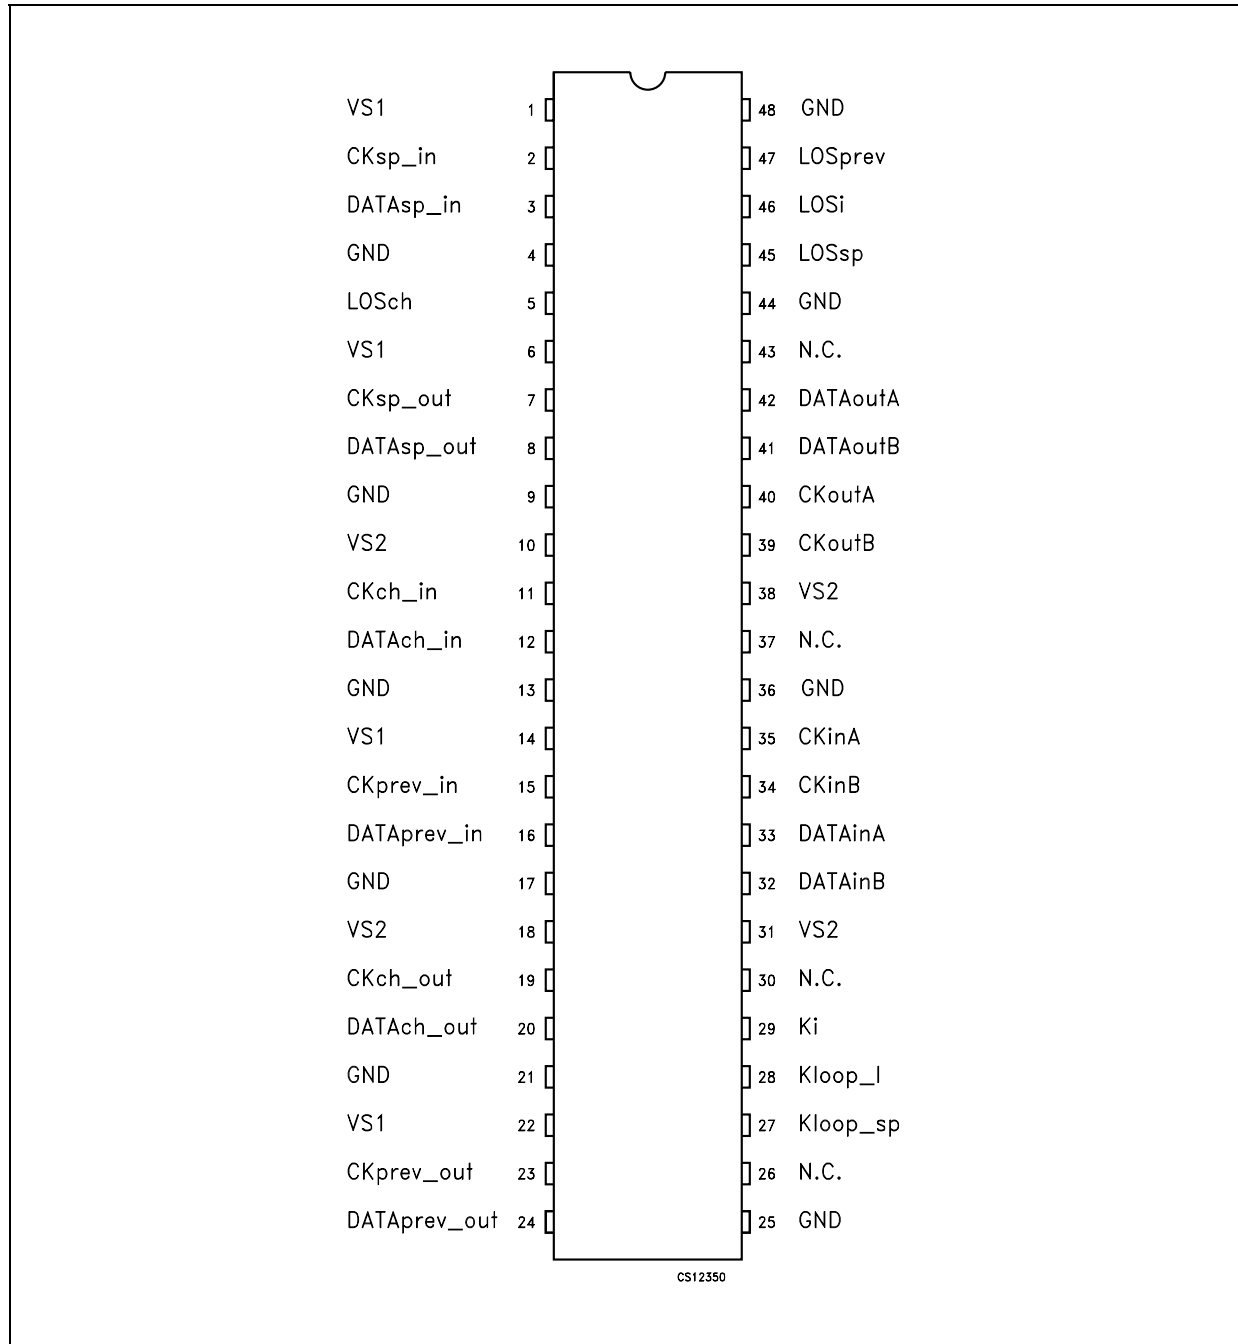 VS1 1 48 GND
CKsp_in 2 47 LOSprev
DATAsp_in 3 46 LOSi
GND 4 45 LOSsp
LOSch 5 44 GND
VS1 6 43 N.C.
CKsp_out 7 42 DATAoutA
DATAsp_out 8 41 DATAoutB
GND 9 40 CKoutA
VS2 10 39 CKoutB
CKch_in 11 38 VS2
DATAch_in 12 37 N.C.
GND 13 36 GND
VS1 14 35 CKinA
CKprev_in 15 34 CKinB
DATAprev_in 16 33 DATAinA
GND 17 32 DATAinB
VS2 18 31 VS2
CKch_out 19 30 N.C.
DATAch_out 20 29 Ki
GND 21 28 Kloop_l
VS1 22 27 Kloop_sp
CKprev_out 23 26 N.C.
DATAprev_out 24 25 GND
CS12350